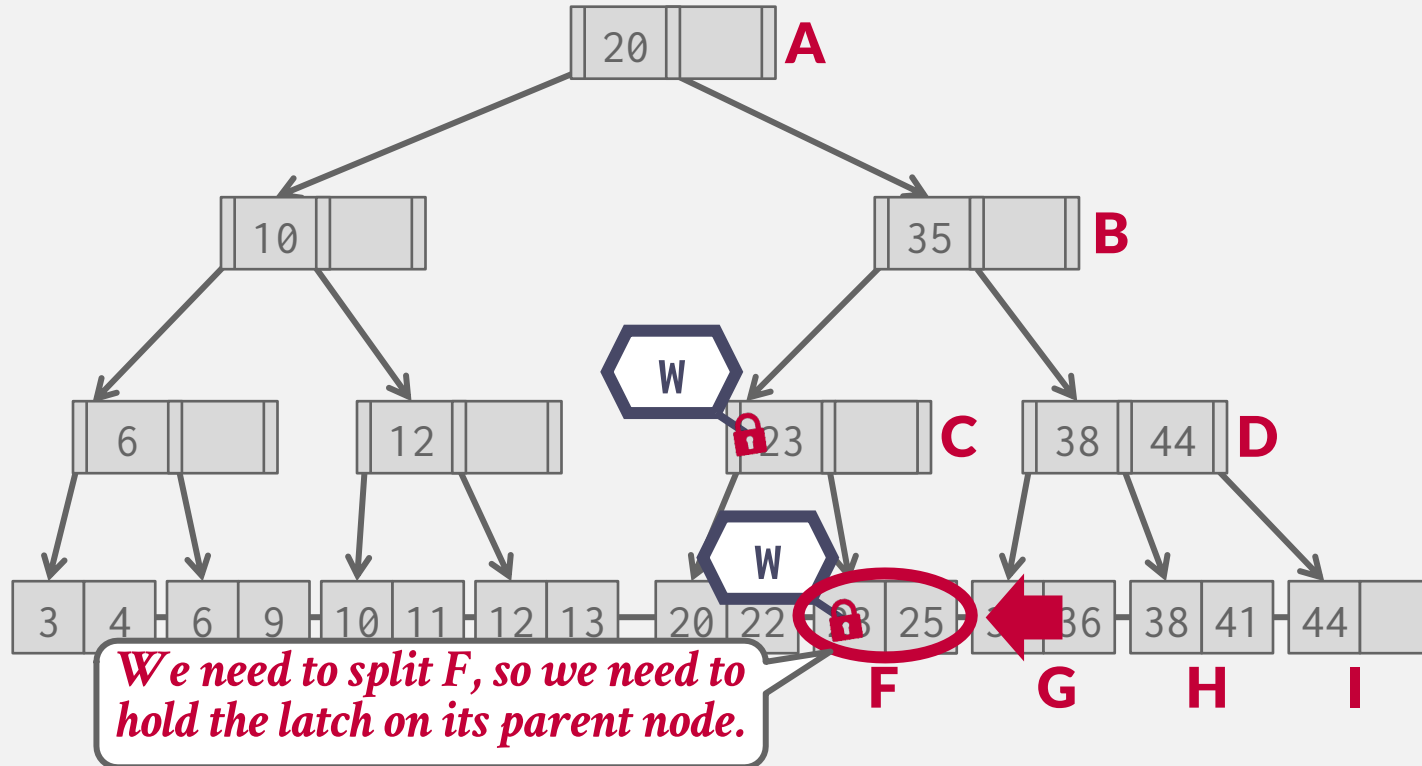 20 A
10 35 B
W
6 12 23 C 38 44 D
W
3 4 6 9 10 11 12 13 20 22 25 36 38 41 44
We need to split F, so we need to
hold the latch on its parent node.
F G H I